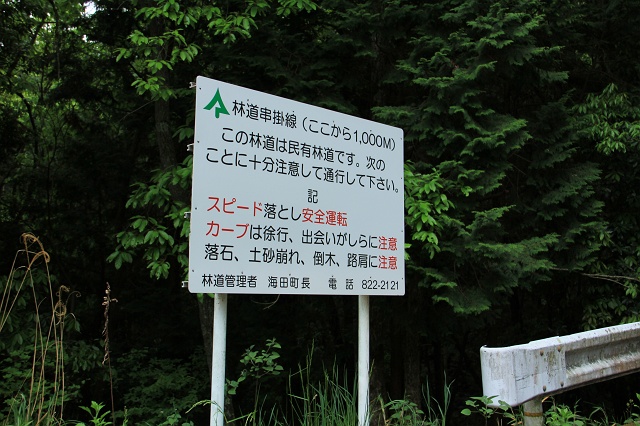 林道串掛線（ここから1,000M）
この林道は民有林道です。次の
ことに十分注意して通行して下さい。
記
スピード落とし安全運転
カーブは徐行、出会いがしらに注意
落石、土砂崩れ、倒木、路肩に注意
林道管理者 海田町長 電話 822-2121